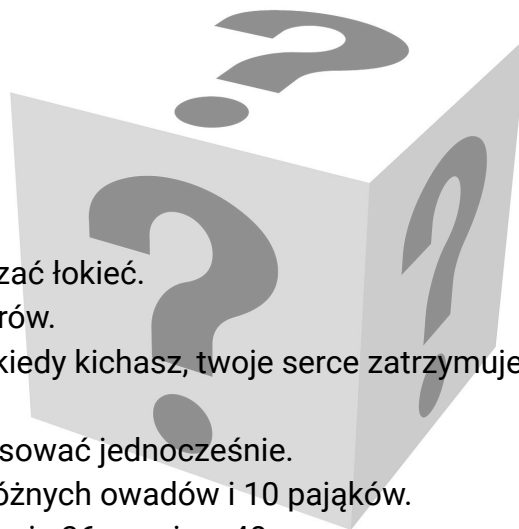 ?
?
?
zać łokieć.
rów.
kiedy kichasz, twoje serce zatrzymuje
sować jednocześnie.
óżnych owadów i 10 pająków.